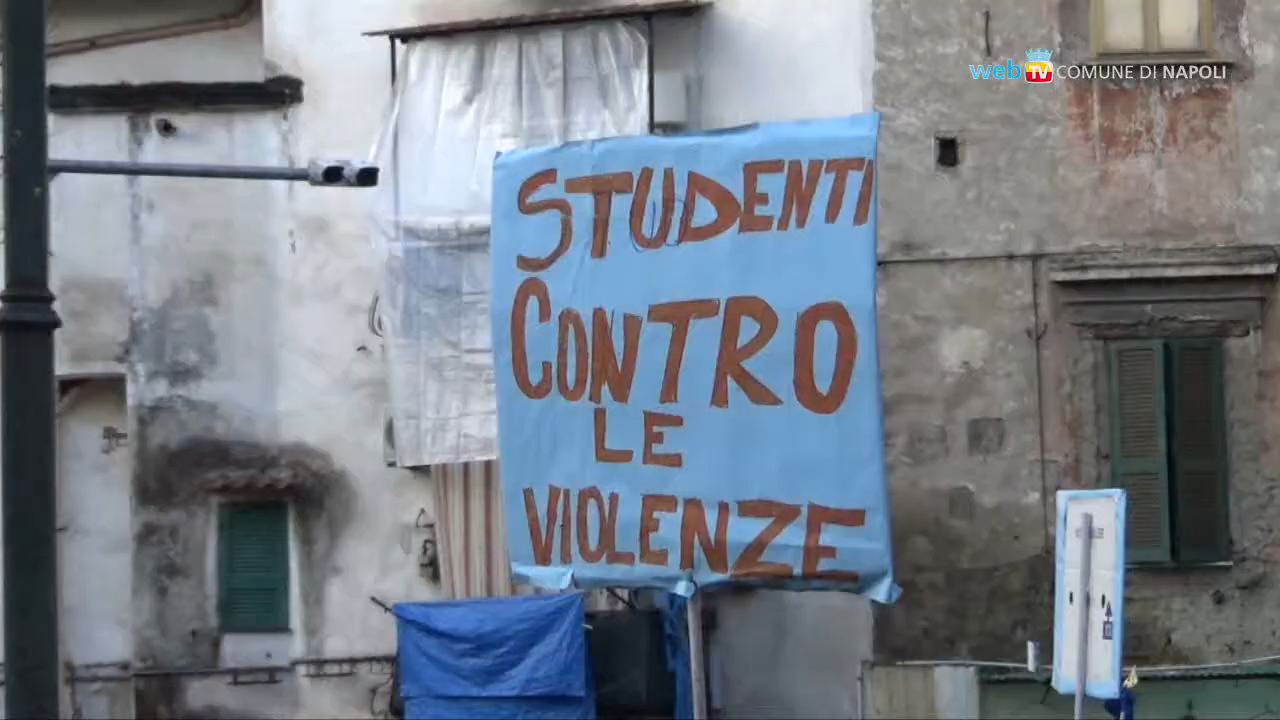 web TV COMUNE DI NAPOLI
STUDENTI
CONTRO
LE
VIOLENZE